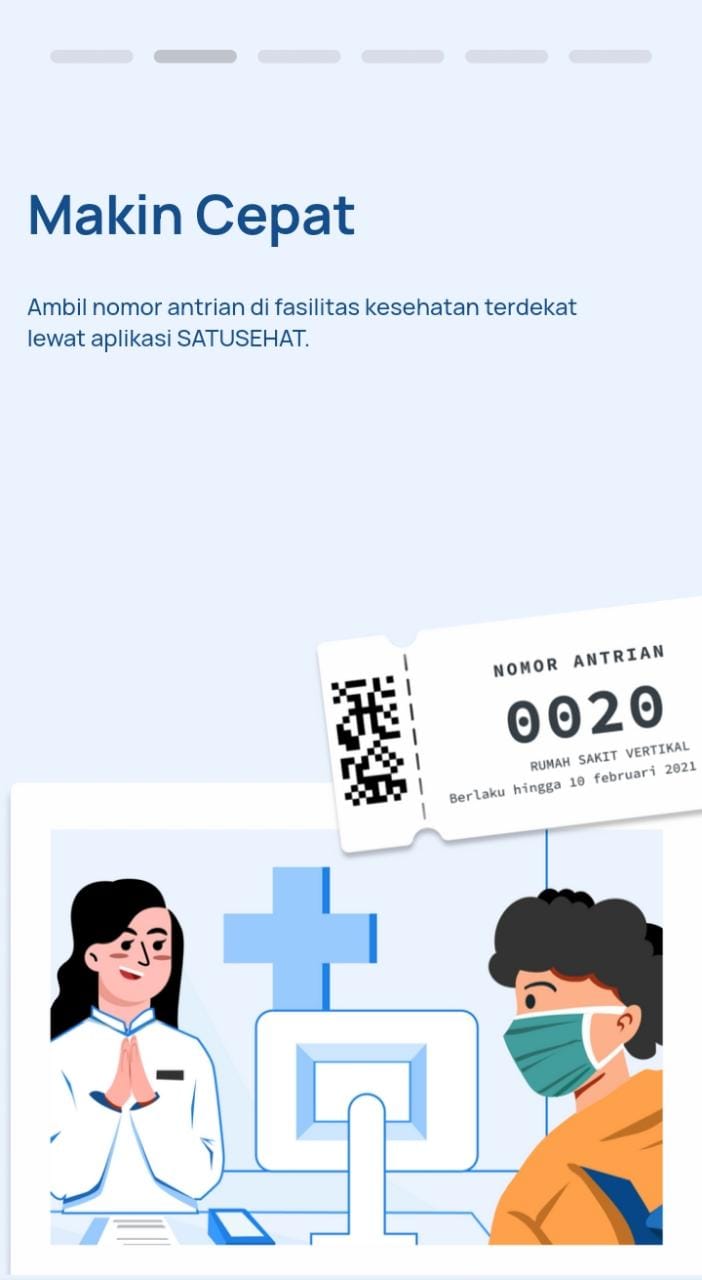 Makin Cepat
Ambil nomor antrian di fasilitas kesehatan terdekat
lewat aplikasi SATUSEHAT.
NOMOR ANTRIAN
0020
RUMAH SAKIT VERTIKAL
Berlaku hingga 10 februari 2021